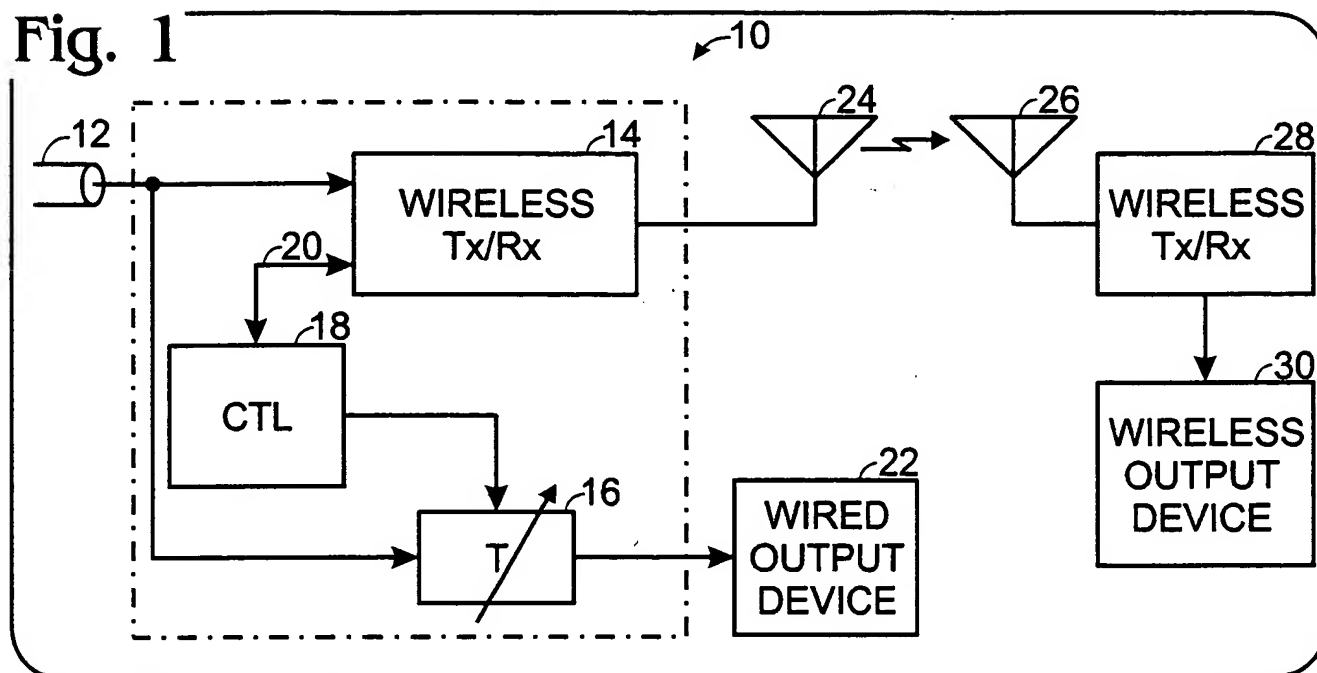 Fig. 1
10
12
14
WIRELESS
Tx/Rx
24
26
28
WIRELESS
Tx/Rx
20
18
CTL
16
T
22
WIRED
OUTPUT
DEVICE
30
WIRELESS
OUTPUT
DEVICE